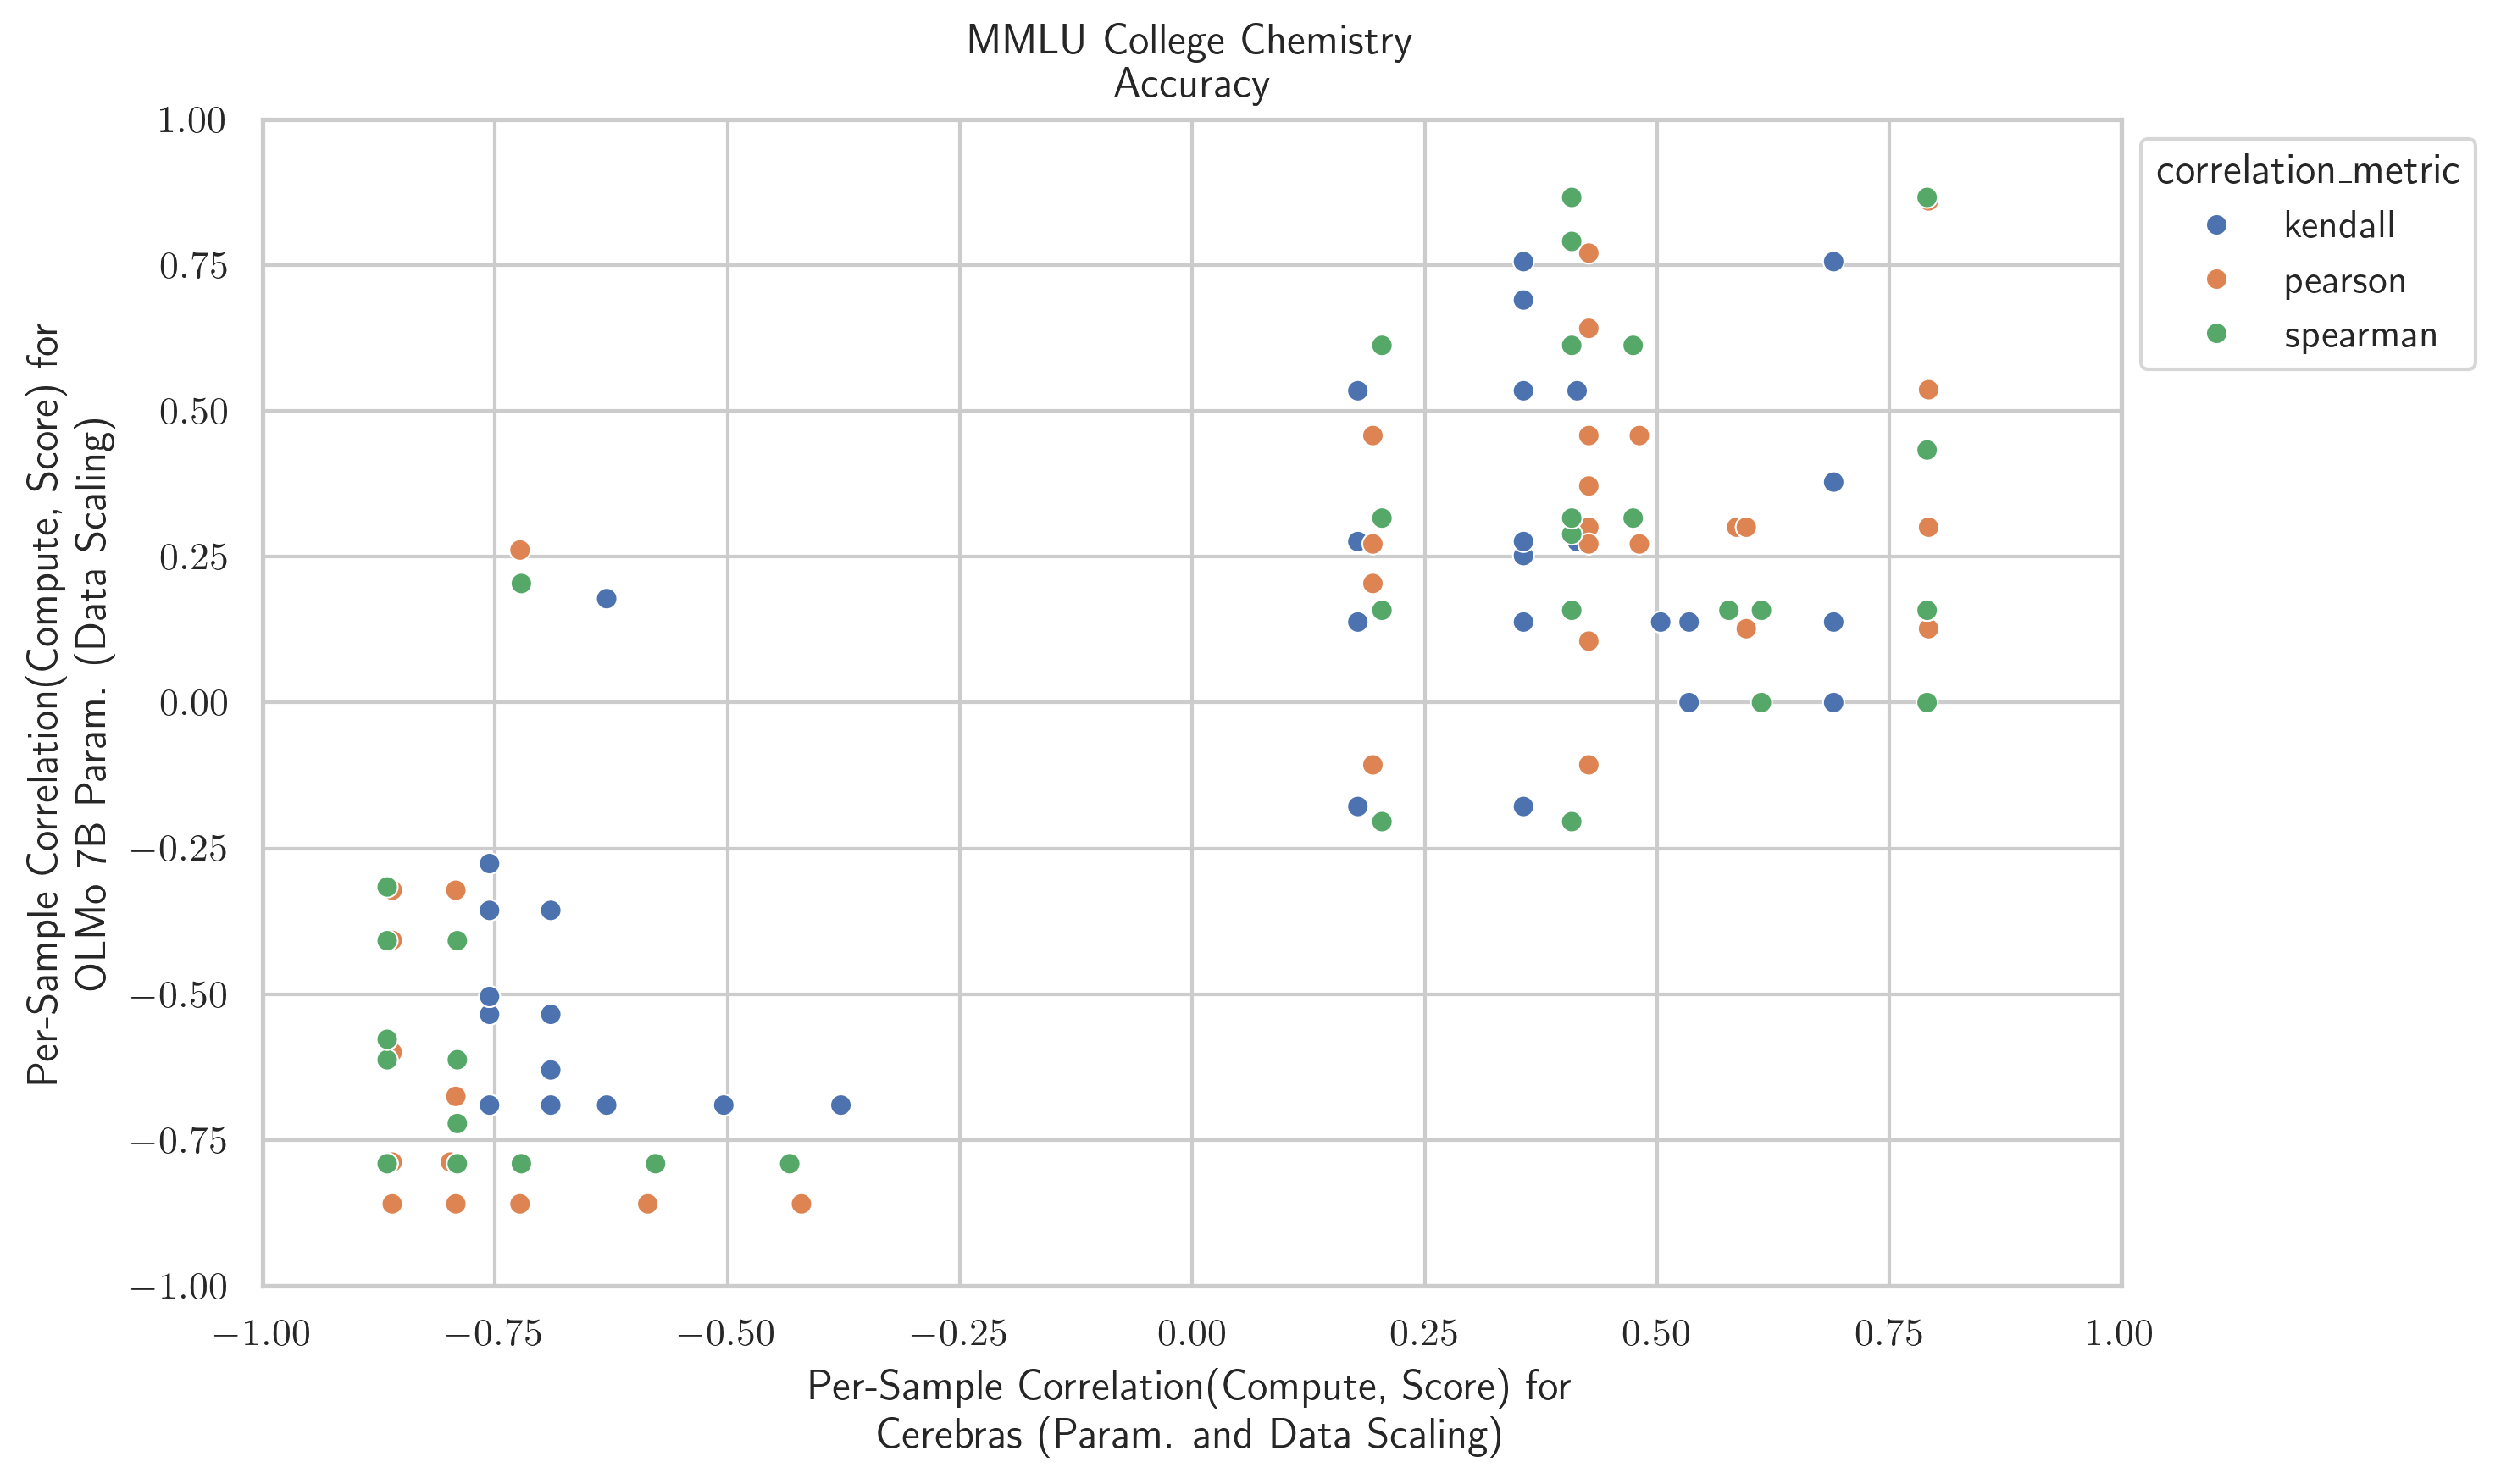 MMLU College Chemistry
Accuracy
1.00
0.75
0.50
0.25
0.00
−0.25
−0.50
−0.75
−1.00
Per-Sample Correlation(Compute, Score) for
OLMo 7B Param. (Data Scaling)
correlation_metric
kendall
pearson
spearman
−1.00 −0.75 −0.50 −0.25 0.00 0.25 0.50 0.75 1.00
Per-Sample Correlation(Compute, Score) for
Cerebras (Param. and Data Scaling)